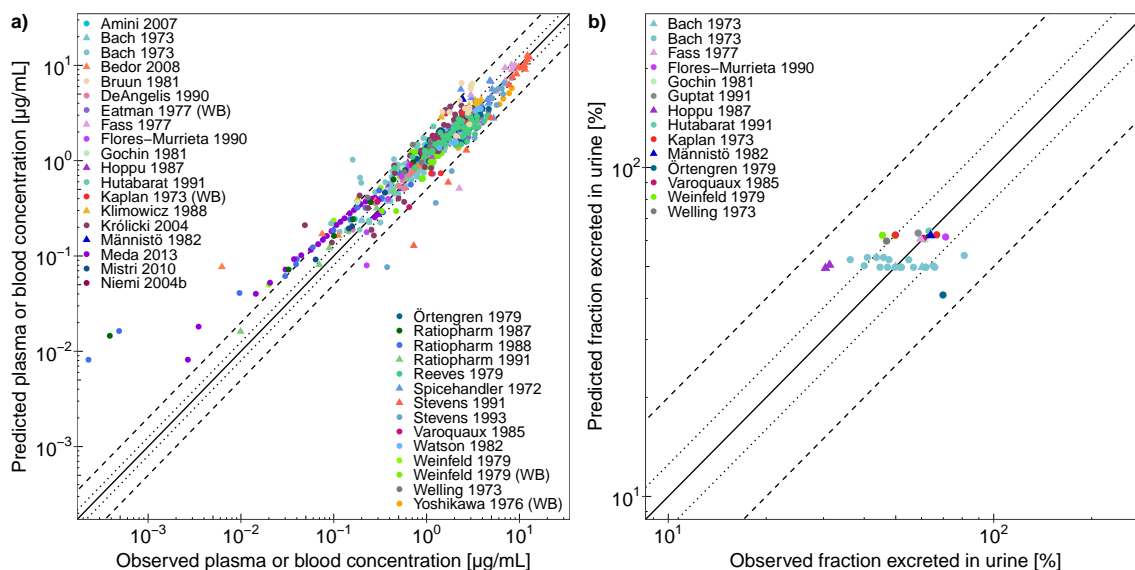 a)
Amini 2007
Bach 1973
Bach 1973
Bedor 2008
Bruun 1981
DeAngelis 1990
Eatman 1977 (WB)
Fass 1977
Flores−Murrieta 1990
Gochin 1981
Hoppu 1987
Hutabarat 1991
Kaplan 1973 (WB)
Klimowicz 1988
Królicki 2004
Männistö 1982
Meda 2013
Mistri 2010
Niemi 2004b
Örtengren 1979
Ratiopharm 1987
Ratiopharm 1988
Ratiopharm 1991
Reeves 1979
Spicehandler 1972
Stevens 1991
Stevens 1993
Varoquaux 1985
Watson 1982
Weinfeld 1979
Weinfeld 1979 (WB)
Welling 1973
Yoshikawa 1976 (WB)
Predicted plasma or blood concentration [µg/mL]
10¹
10⁰
10⁻¹
10⁻²
10⁻³
10⁻³ 10⁻² 10⁻¹ 10⁰ 10¹
Observed plasma or blood concentration [µg/mL]
b)
Bach 1973
Bach 1973
Fass 1977
Flores−Murrieta 1990
Gochin 1981
Guptat 1991
Hoppu 1987
Hutabarat 1991
Kaplan 1973
Männistö 1982
Örtengren 1979
Varoquaux 1985
Weinfeld 1979
Welling 1973
Predicted fraction excreted in urine [%]
10²
10¹
10¹ 10²
Observed fraction excreted in urine [%]